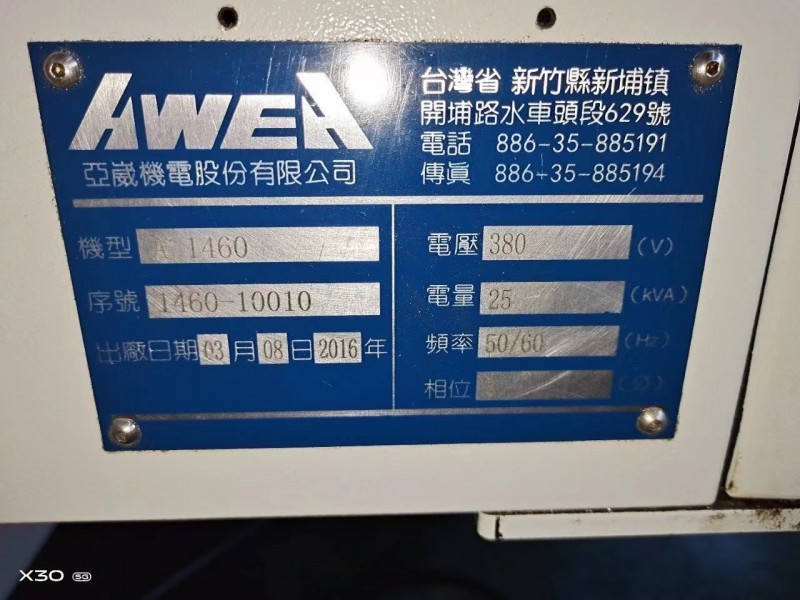 AWEA
亞崴機電股份有限公司
台灣省 新竹縣新埔镇
開埔路水車頭段629號
電話 886-35-885191
傳眞 886-35-885194
機型 A 1460
序號 1460-10010
出廠日期 03 月 08 日 2016 年
電壓 380 (V)
電量 25 (KVA)
頻率 50/60 (Hz)
相位 (Ø)
X30 5G